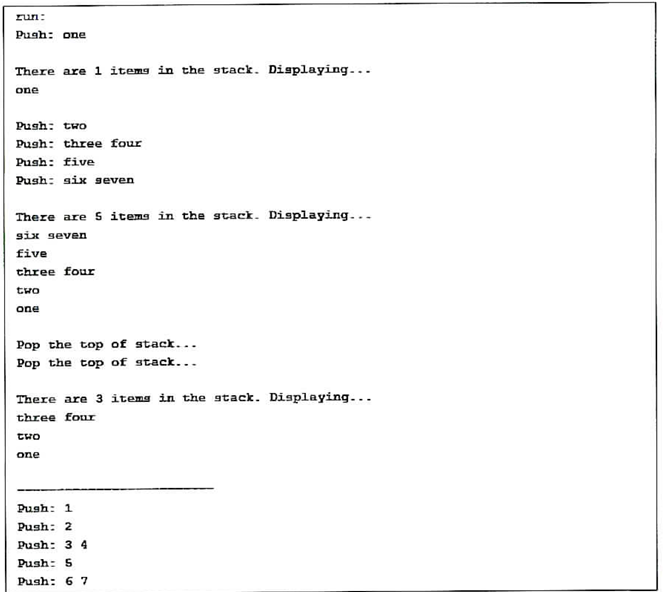 run:
Push: one
There are 1 items in the stack. Displaying...
one
Push: two
Push: three four
Push: five
Push: six seven
There are 5 items in the stack. Displaying...
six seven
five
three four
two
one
Pop the top of stack...
Pop the top of stack...
There are 3 items in the stack. Displaying...
three four
two
one
Push: 1
Push: 2
Push: 3 4
Push: 5
Push: 6 7